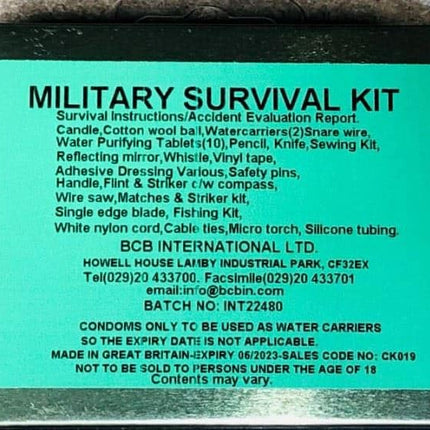 MILITARY SURVIVAL KIT
Survival Instructions/Accident Evaluation Report.
Candle,Cotton wool ball,Watercarriers(2)Snare wire,
Water Purifying Tablets(10),Pencil, Knife,Sewing Kit,
Reflecting mirror,Whistle,Vinyl tape,
Adhesive Dressing Various,Safety pins,
Handle,Flint & Striker c/w compass,
Wire saw,Matches & Striker kit,
Single edge blade, Fishing Kit,
White nylon cord,Cable ties,Micro torch, Silicone tubing.
BCB INTERNATIONAL LTD.
HOWELL HOUSE LAMBY INDUSTRIAL PARK, CF32EX
Tel(029)20 433700. Facsimile(029)20 433701
email:info@bcbin.com
BATCH NO: INT22480
CONDOMS ONLY TO BE USED AS WATER CARRIERS
SO THE EXPIRY DATE IS NOT APPLICABLE.
MADE IN GREAT BRITAIN-EXPIRY 06/2023-SALES CODE NO: CK019
NOT TO BE SOLD TO PERSONS UNDER THE AGE OF 18
Contents may vary.